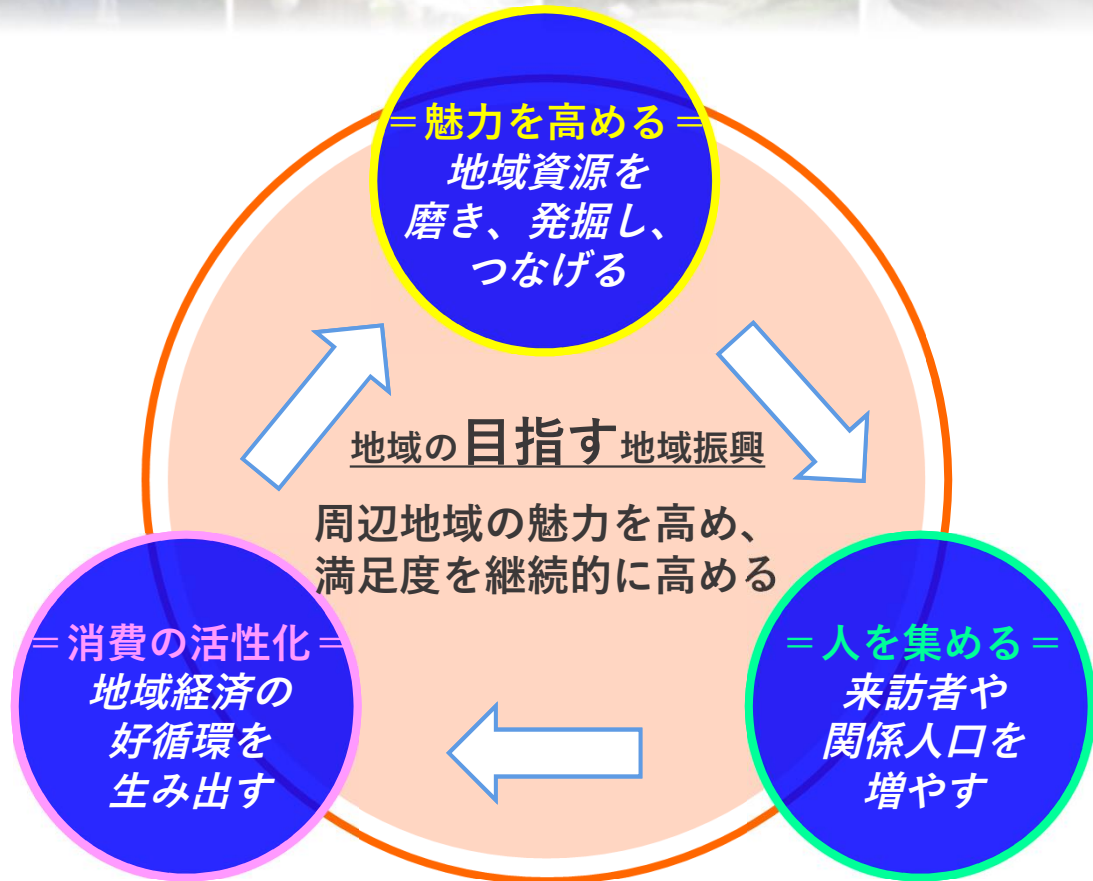 ＝魅力を高める＝
地域資源を
磨き、発掘し、
つなげる
地域の目指す地域振興
周辺地域の魅力を高め、
満足度を継続的に高める
＝消費の活性化＝
地域経済の
好循環を
生み出す
＝人を集める＝
来訪者や
関係人口を
増やす